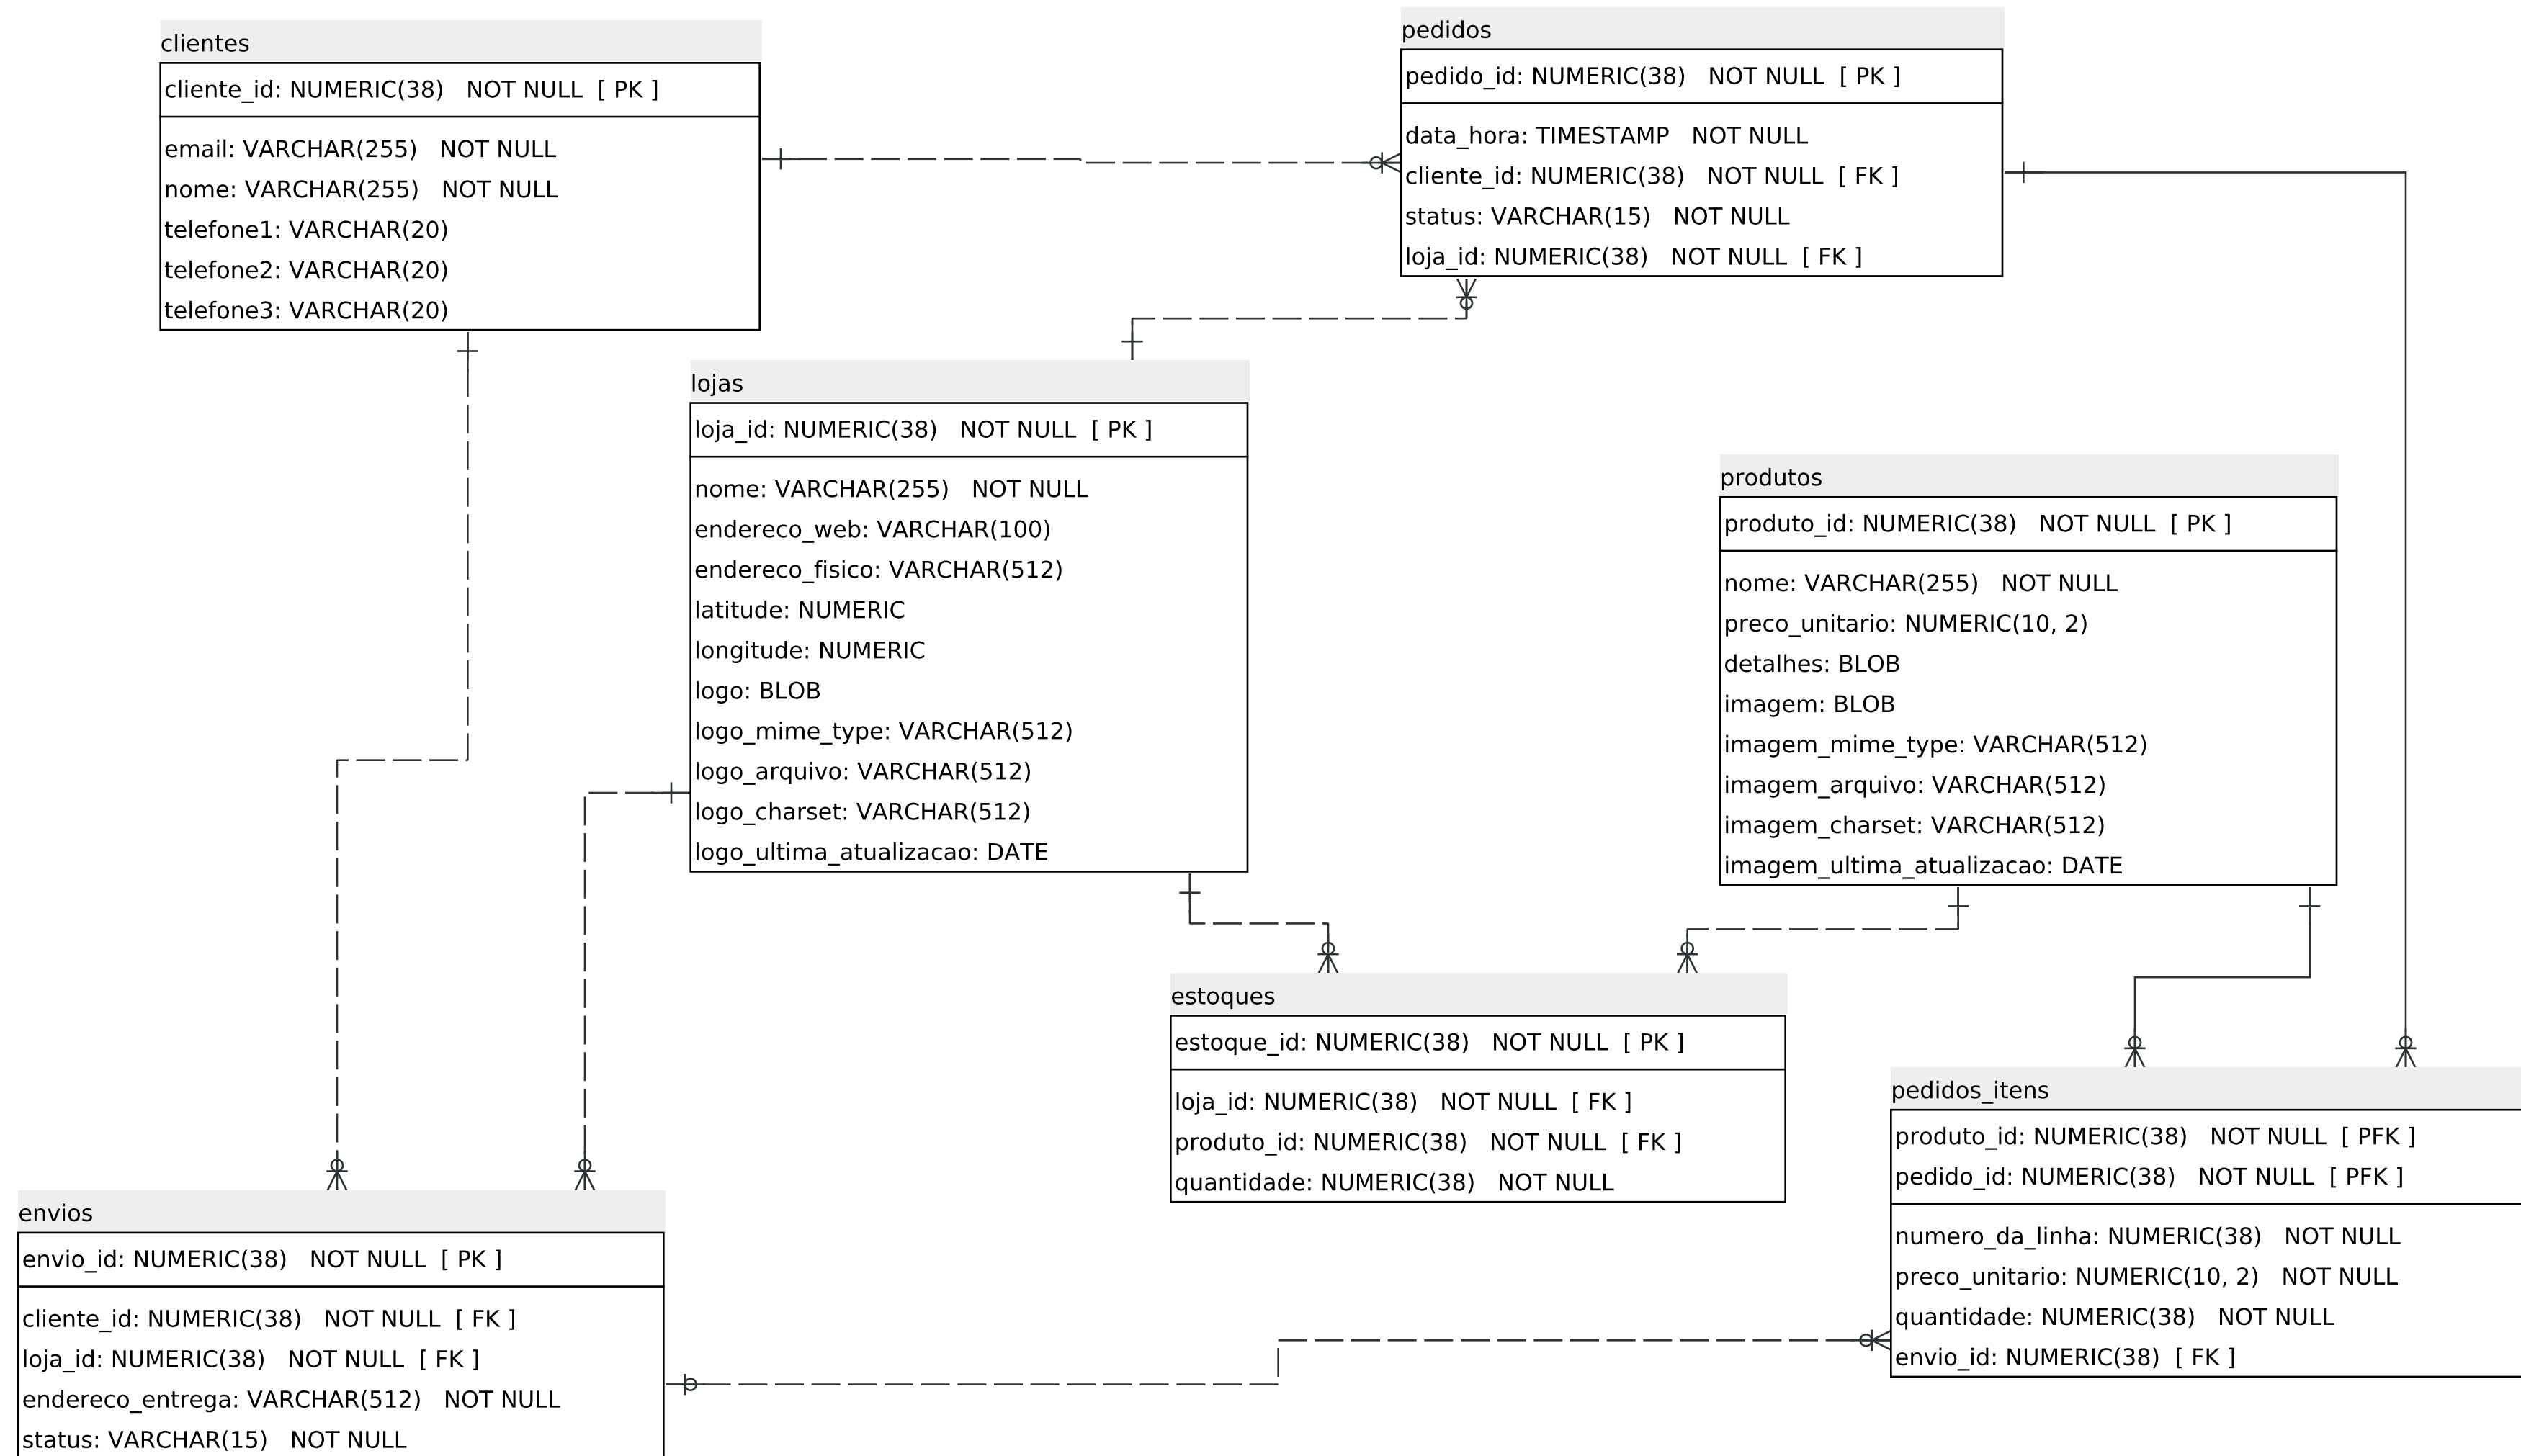 clientes
cliente_id: NUMERIC(38) NOT NULL [ PK ]
email: VARCHAR(255) NOT NULL
nome: VARCHAR(255) NOT NULL
telefone1: VARCHAR(20)
telefone2: VARCHAR(20)
telefone3: VARCHAR(20)
pedidos
pedido_id: NUMERIC(38) NOT NULL [ PK ]
data_hora: TIMESTAMP NOT NULL
cliente_id: NUMERIC(38) NOT NULL [ FK ]
status: VARCHAR(15) NOT NULL
loja_id: NUMERIC(38) NOT NULL [ FK ]
lojas
loja_id: NUMERIC(38) NOT NULL [ PK ]
nome: VARCHAR(255) NOT NULL
endereco_web: VARCHAR(100)
endereco_fisico: VARCHAR(512)
latitude: NUMERIC
longitude: NUMERIC
logo: BLOB
logo_mime_type: VARCHAR(512)
logo_arquivo: VARCHAR(512)
logo_charset: VARCHAR(512)
logo_ultima_atualizacao: DATE
produtos
produto_id: NUMERIC(38) NOT NULL [ PK ]
nome: VARCHAR(255) NOT NULL
preco_unitario: NUMERIC(10, 2)
detalhes: BLOB
imagem: BLOB
imagem_mime_type: VARCHAR(512)
imagem_arquivo: VARCHAR(512)
imagem_charset: VARCHAR(512)
imagem_ultima_atualizacao: DATE
estoques
estoque_id: NUMERIC(38) NOT NULL [ PK ]
loja_id: NUMERIC(38) NOT NULL [ FK ]
produto_id: NUMERIC(38) NOT NULL [ FK ]
quantidade: NUMERIC(38) NOT NULL
pedidos_itens
produto_id: NUMERIC(38) NOT NULL [ PFK ]
pedido_id: NUMERIC(38) NOT NULL [ PFK ]
numero_da_linha: NUMERIC(38) NOT NULL
preco_unitario: NUMERIC(10, 2) NOT NULL
quantidade: NUMERIC(38) NOT NULL
envio_id: NUMERIC(38) [ FK ]
envios
envio_id: NUMERIC(38) NOT NULL [ PK ]
cliente_id: NUMERIC(38) NOT NULL [ FK ]
loja_id: NUMERIC(38) NOT NULL [ FK ]
endereco_entrega: VARCHAR(512) NOT NULL
status: VARCHAR(15) NOT NULL